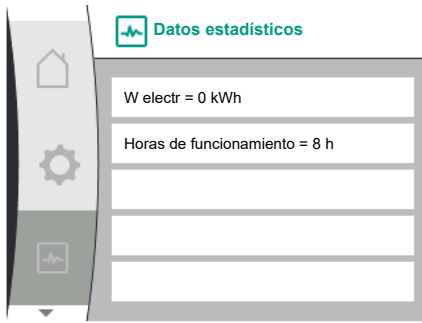 Datos estadísticos
W electr = 0 kWh
Horas de funcionamiento = 8 h